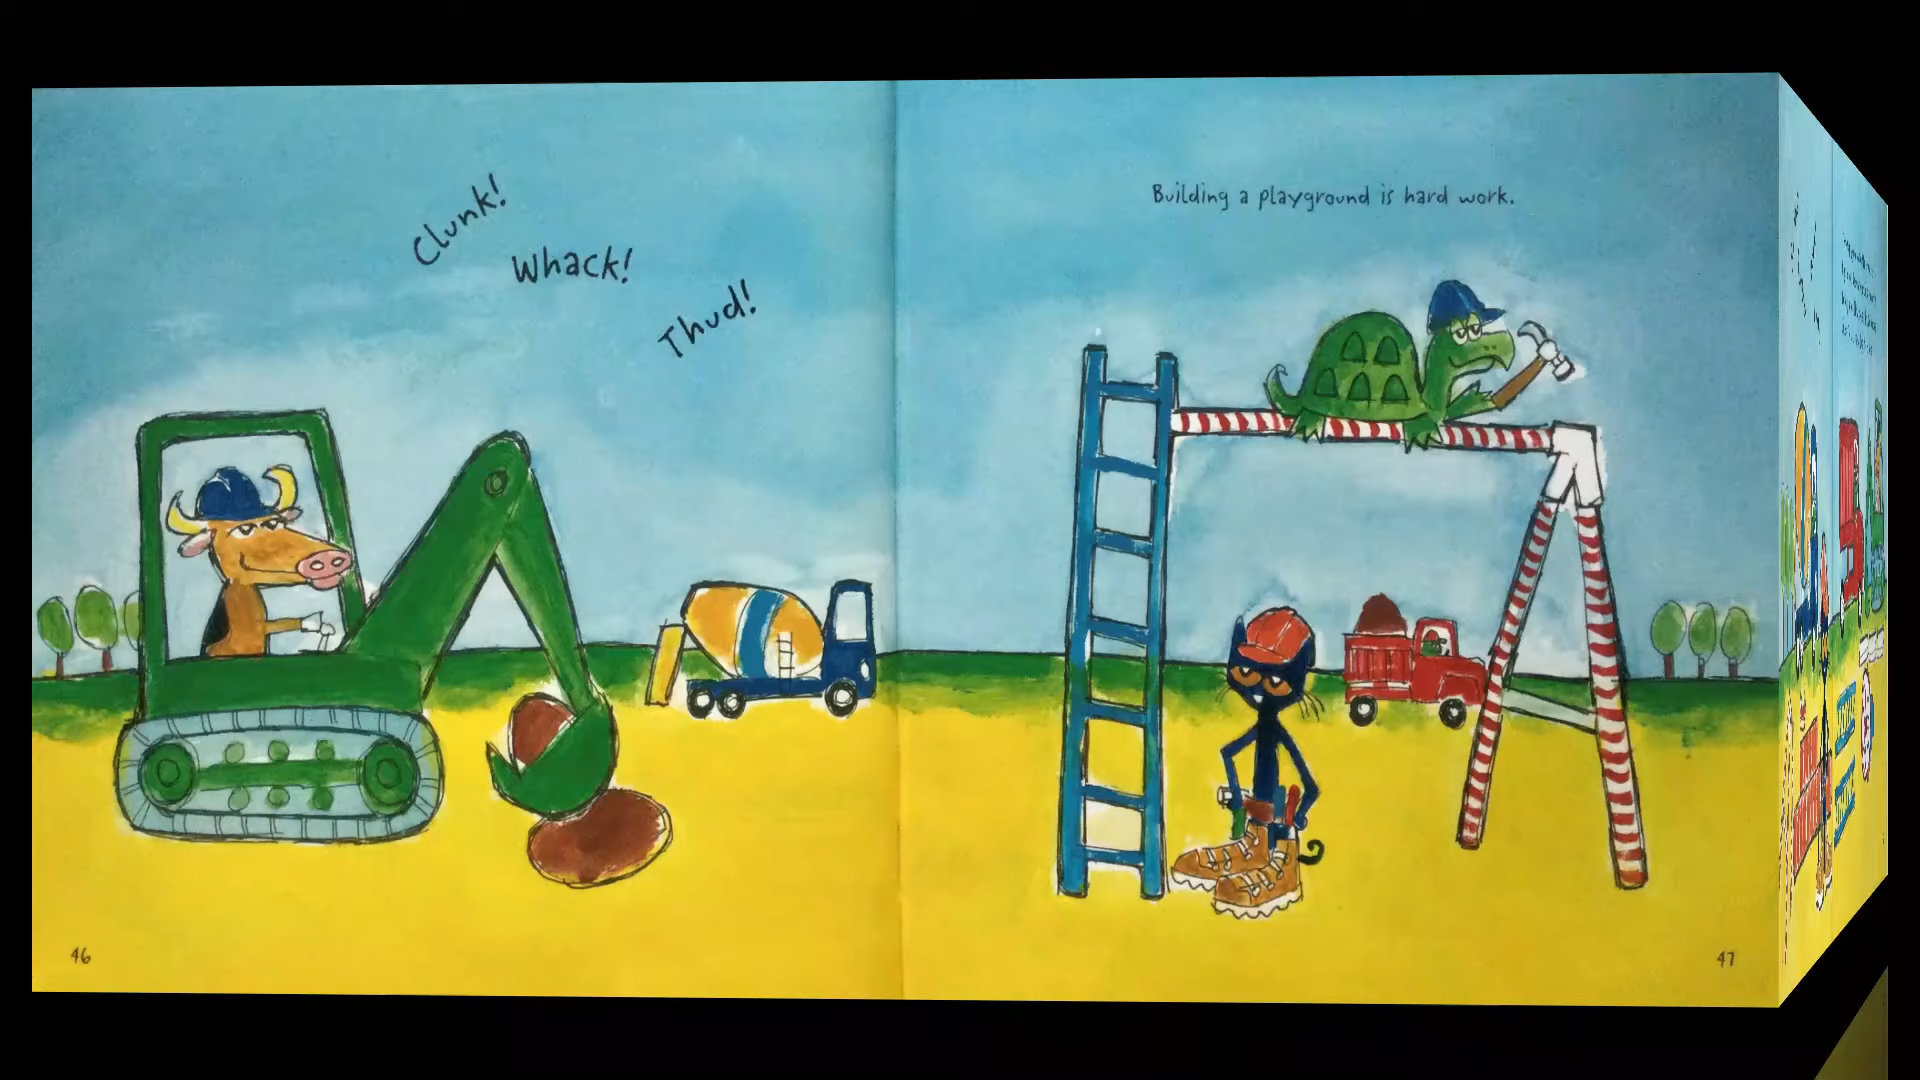 Clunk!
Whack!
Thud!
Building a playground is hard work.
46
47